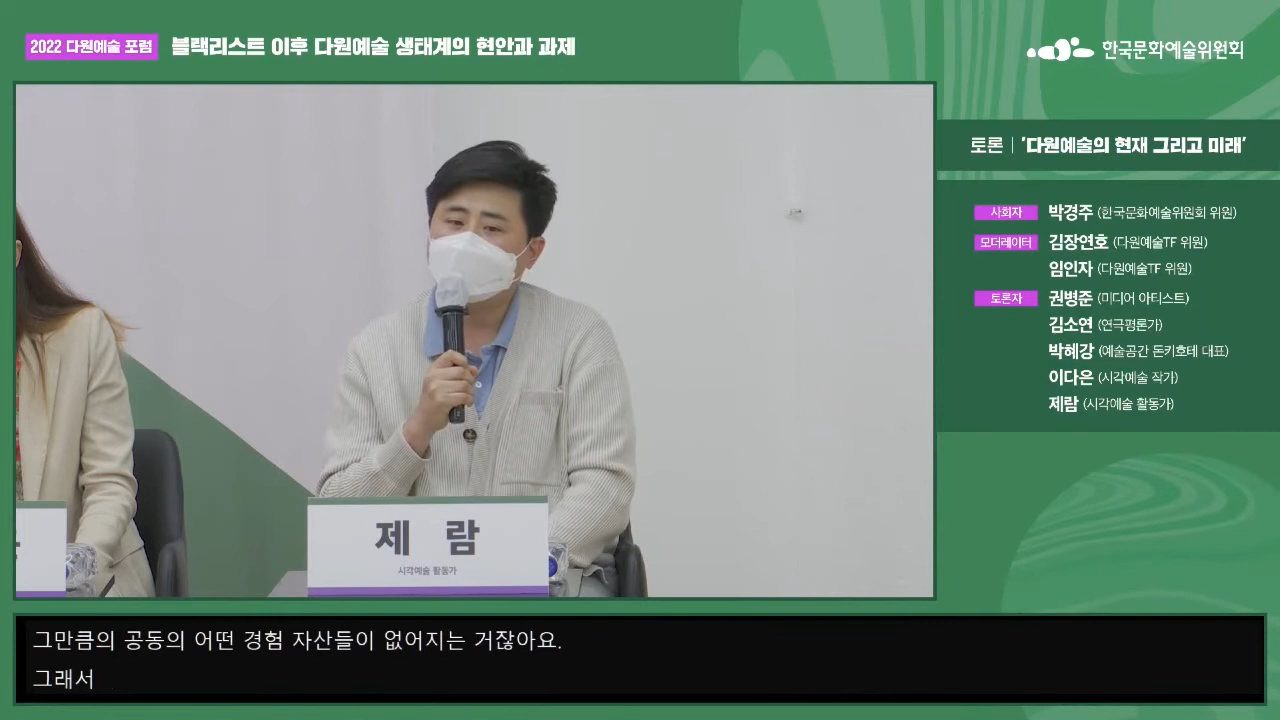 2022 다원예술 포럼 블랙리스트 이후 다원예술 생태계의 현안과 과제
한국문화예술위원회
토론 | '다원예술의 현재 그리고 미래'
사회자 박경주 (한국문화예술위원회 위원)
모더레이터 김장연호 (다원예술TF 위원)
임인자 (다원예술TF 위원)
토론자 권병준 (미디어 아티스트)
김소연 (연극평론가)
박혜강 (예술공간 돈키호테 대표)
이다은 (시각예술 작가)
제람 (시각예술 활동가)
제 람
시각예술 활동가
그만큼의 공동의 어떤 경험 자산들이 없어지는 거잖아요.
그래서